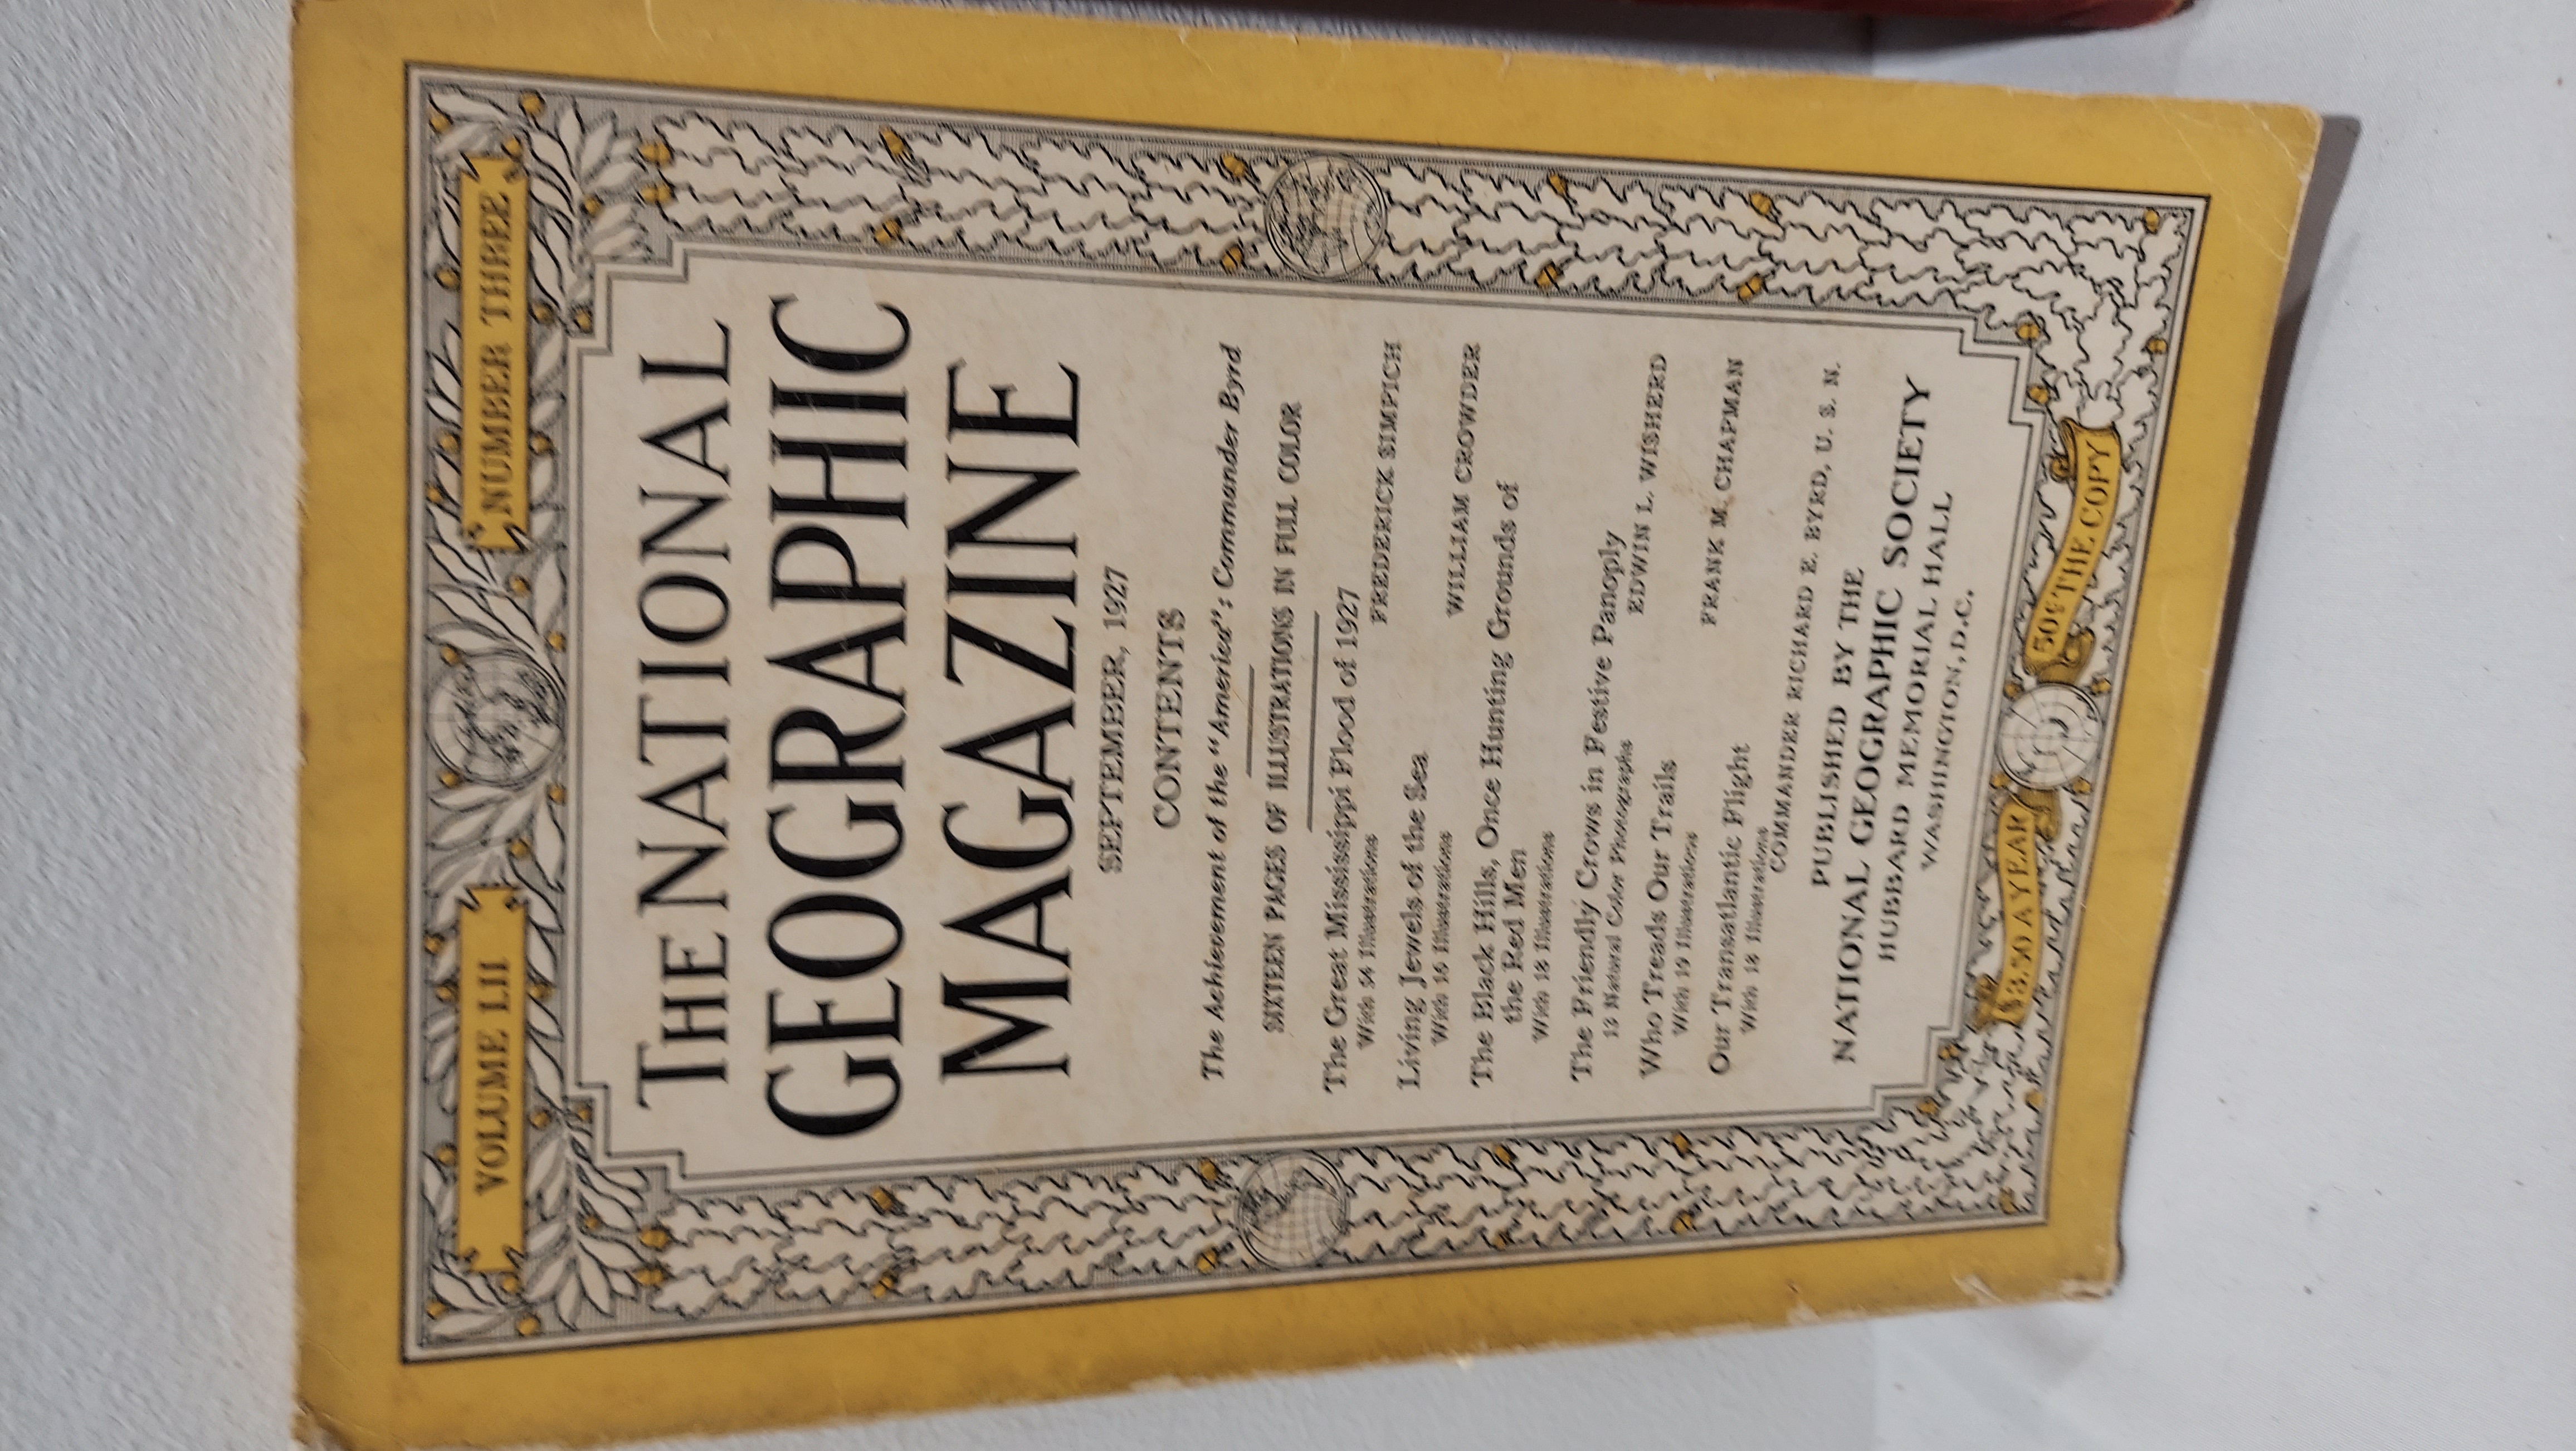 VOLUME LII
NUMBER THREE
THE NATIONAL
GEOGRAPHIC
MAGAZINE
SEPTEMBER, 1927
CONTENTS
The Achievement of the "America": Commander Byrd
SIXTEEN PAGES OF ILLUSTRATIONS IN FULL COLOR
The Great Mississippi Flood of 1927
With 54 Illustrations
FREDERICK SIMPICH
Living Jewels of the Sea
With 16 Illustrations
WILLIAM CROWDER
The Black Hills, Once Hunting Grounds of
the Red Men
With 18 Illustrations
The Friendly Crows in Festive Panoply
13 Natural Color Photographs
EDWIN L. WISHERD
Who Treads Our Trails
With 19 Illustrations
FRANK M. CHAPMAN
Our Transatlantic Flight
With 18 Illustrations
COMMANDER RICHARD E. BYRD, U. S. N.
PUBLISHED BY THE
NATIONAL GEOGRAPHIC SOCIETY
HUBBARD MEMORIAL HALL
WASHINGTON, D.C.
$3.50 A YEAR
50¢ THE COPY